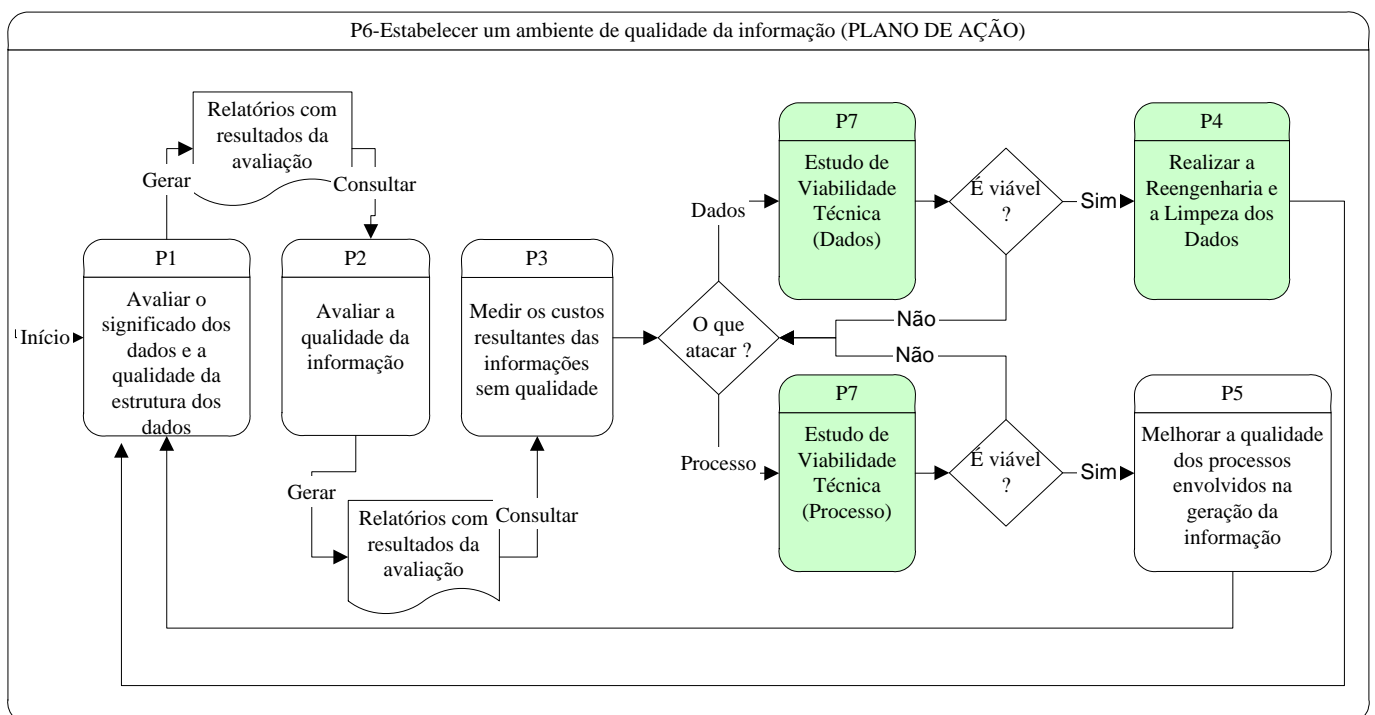 P6-Estabelecer um ambiente de qualidade da informação (PLANO DE AÇÃO)
Relatórios com
resultados da
avaliação
Gerar
Consultar
Início
P1
Avaliar o
significado dos
dados e a
qualidade da
estrutura dos
dados
P2
Avaliar a
qualidade da
informação
Gerar
Relatórios com
resultados da
avaliação
Consultar
P3
Medir os custos
resultantes das
informações
sem qualidade
O que
atacar ?
Dados
P7
Estudo de
Viabilidade
Técnica
(Dados)
É viável
?
Sim
P4
Realizar a
Reengenharia e
a Limpeza dos
Dados
Não
Não
Processo
P7
Estudo de
Viabilidade
Técnica
(Processo)
É viável
?
Sim
P5
Melhorar a qualidade
dos processos
envolvidos na
geração da
informação